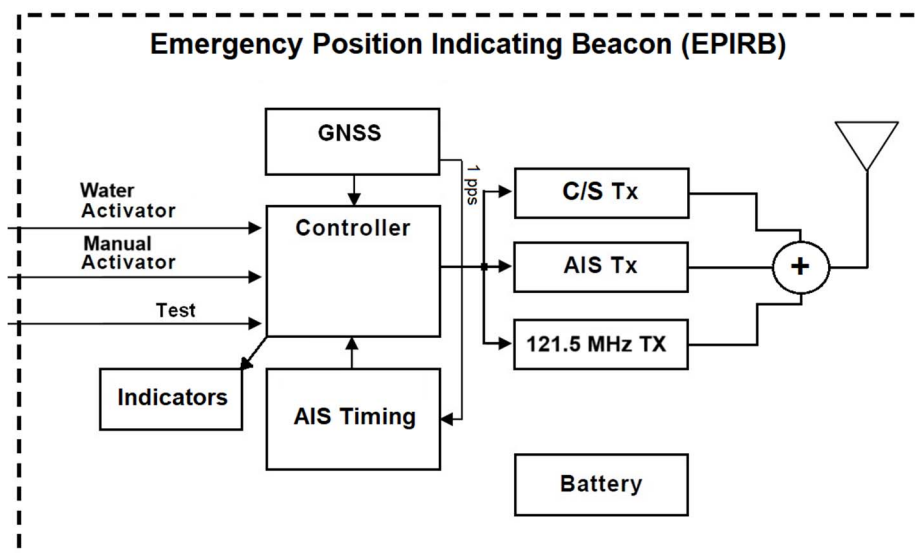 Emergency Position Indicating Beacon (EPIRB)
GNSS
1 pps
Water
Activator
Controller
C/S Tx
Manual
Activator
AIS Tx
+
Test
121.5 MHz TX
Indicators
AIS Timing
Battery